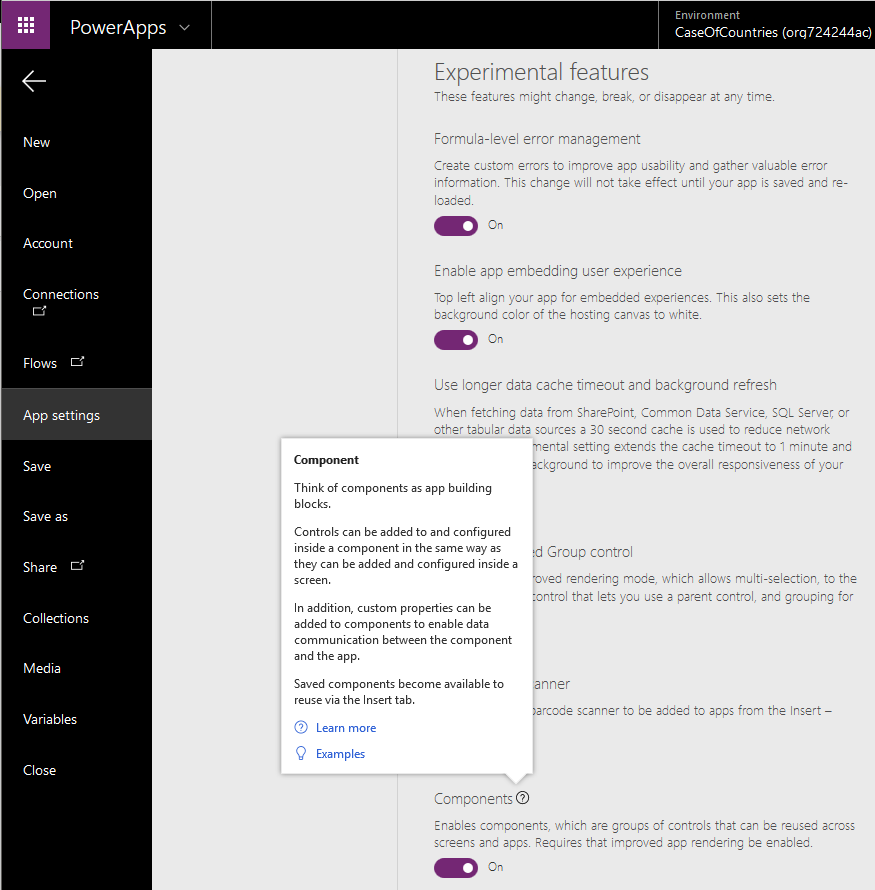 PowerApps
Environment
CaseOfCountries (org724244ac)
New
Open
Account
Connections
Flows
App settings
Save
Save as
Share
Collections
Media
Variables
Close
Experimental features
These features might change, break, or disappear at any time.
Formula-level error management
Create custom errors to improve app usability and gather valuable error
information. This change will not take effect until your app is saved and re-
loaded.
On
Enable app embedding user experience
Top left align your app for embedded experiences. This also sets the
background color of the hosting canvas to white.
On
Use longer data cache timeout and background refresh
When fetching data from SharePoint, Common Data Service, SQL Server, or
other tabular data sources a 30 second cache is used to reduce network
mental setting extends the cache timeout to 1 minute and
ackground to improve the overall responsiveness of your
d Group control
roved rendering mode, which allows multi-selection, to the
control that lets you use a parent control, and grouping for
anner
barcode scanner to be added to apps from the Insert –
Component
Think of components as app building
blocks.
Controls can be added to and configured
inside a component in the same way as
they can be added and configured inside a
screen.
In addition, custom properties can be
added to components to enable data
communication between the component
and the app.
Saved components become available to
reuse via the Insert tab.
Learn more
Examples
Components
Enables components, which are groups of controls that can be reused across
screens and apps. Requires that improved app rendering be enabled.
On